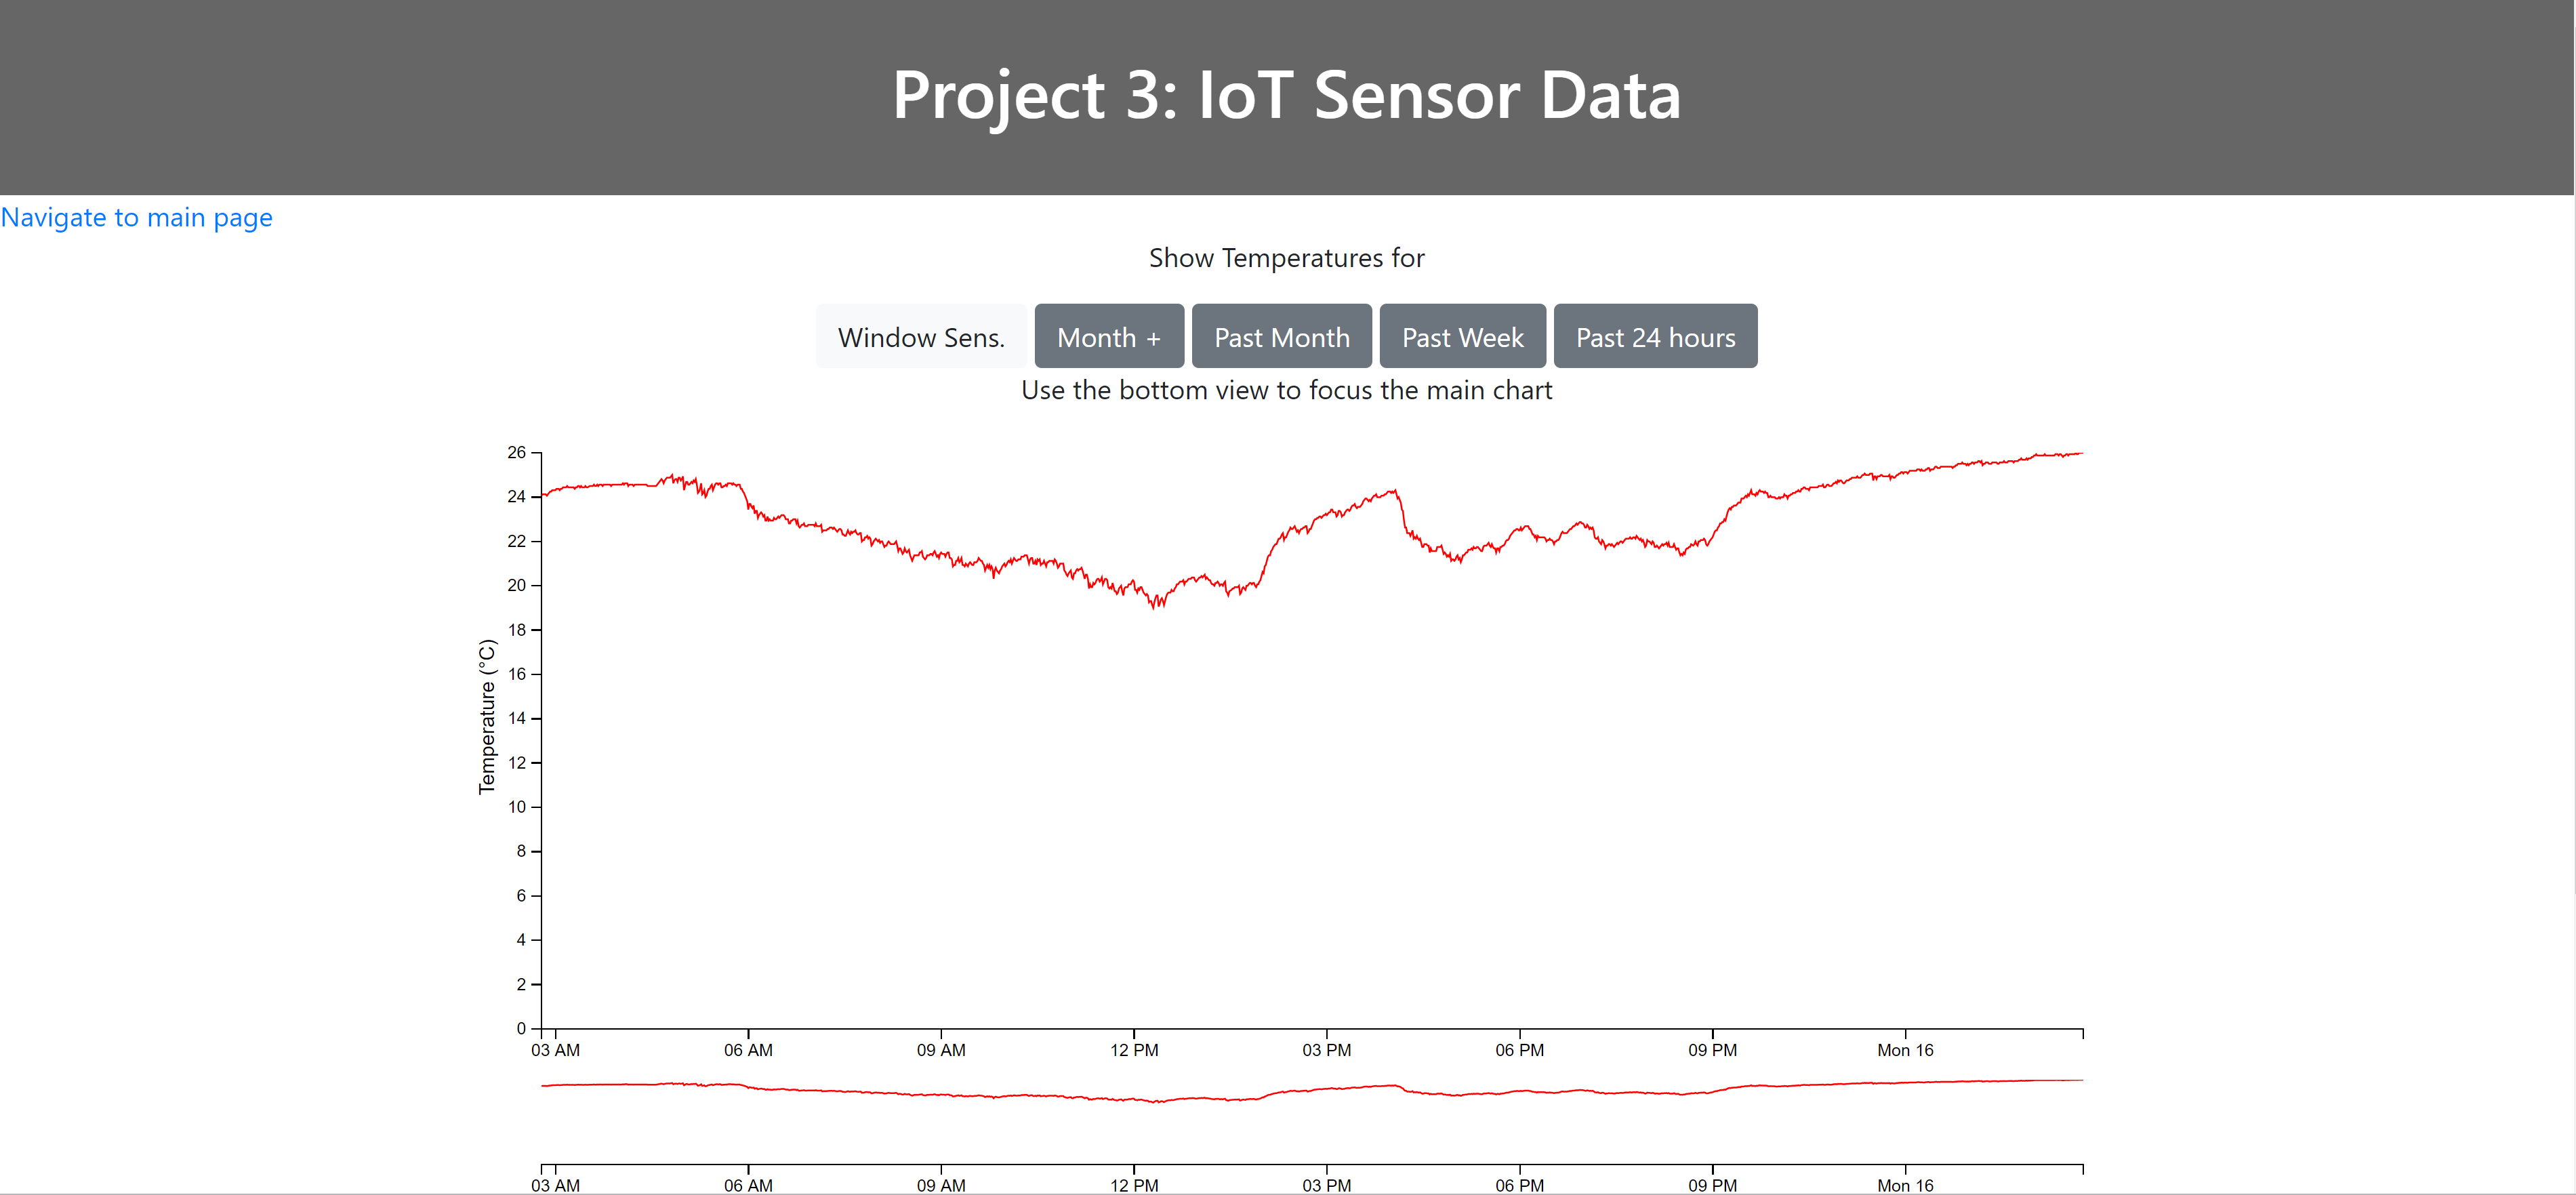 Project 3: IoT Sensor Data
Navigate to main page
Show Temperatures for
Window Sens. Month + Past Month Past Week Past 24 hours
Use the bottom view to focus the main chart
26
24
22
20
18
16
14
12
10
8
6
4
2
0
Temperature (°C)
03 AM 06 AM 09 AM 12 PM 03 PM 06 PM 09 PM Mon 16
03 AM 06 AM 09 AM 12 PM 03 PM 06 PM 09 PM Mon 16